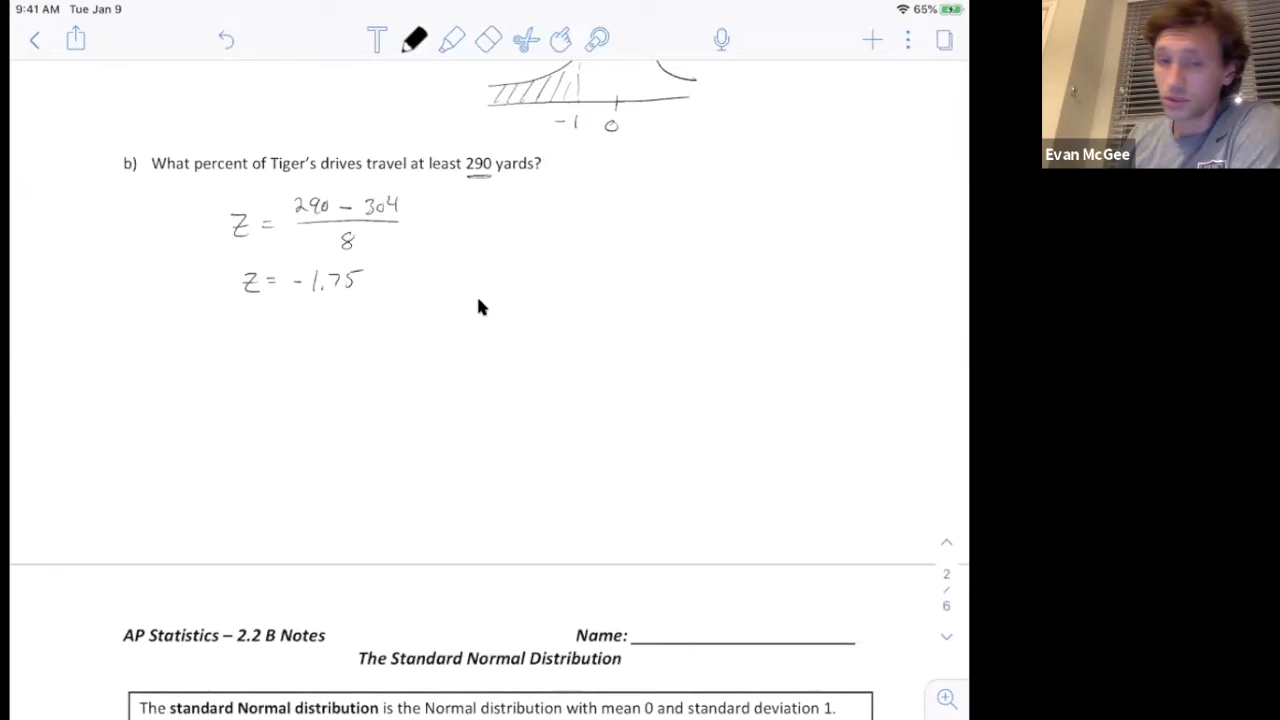 9:41 AM Tue Jan 9
65%
T
-1 0
b) What percent of Tiger's drives travel at least 290 yards?
Z = 290 - 304
8
Z = -1.75
Evan McGee
2
/
6
AP Statistics – 2.2 B Notes Name: ____________________
The Standard Normal Distribution
The standard Normal distribution is the Normal distribution with mean 0 and standard deviation 1.